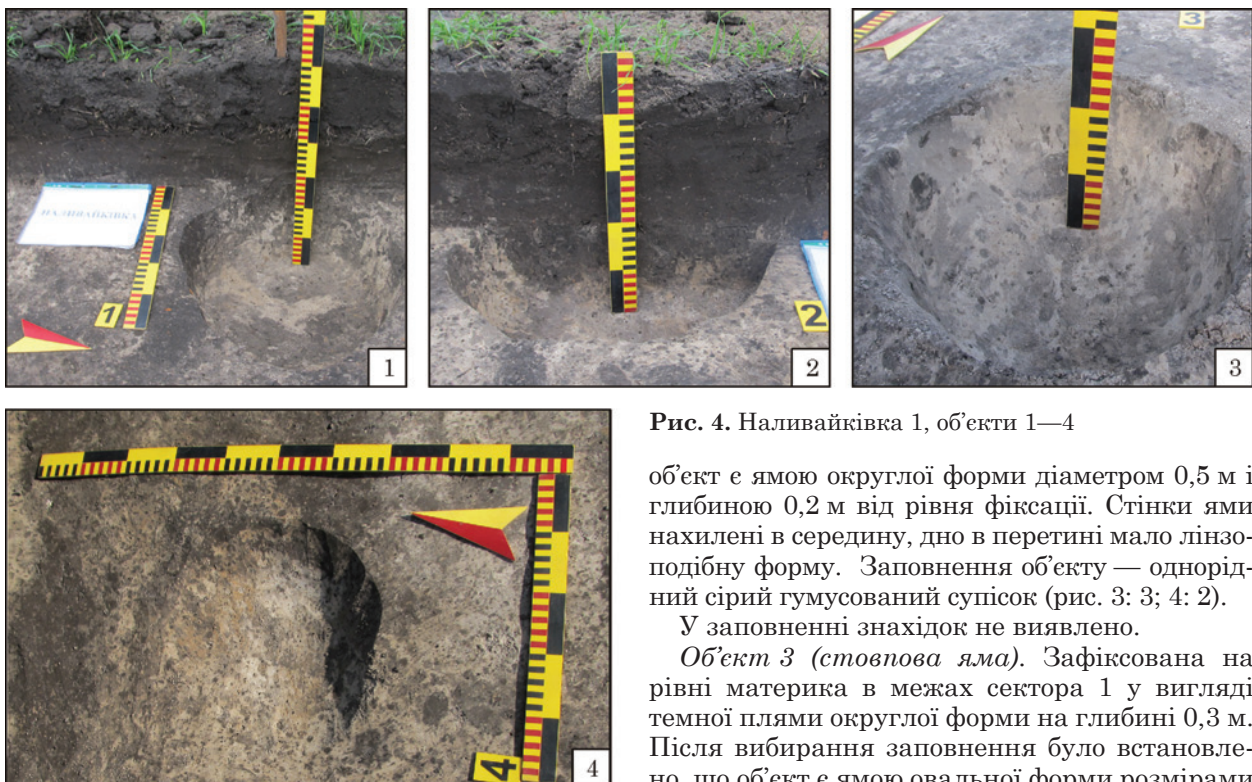 НАЛИВАЙКІВКА
1
1
2
2
3
3
4
4
Рис. 4. Наливайківка 1, об'єкти 1—4
об'єкт є ямою округлої форми діаметром 0,5 м і
глибиною 0,2 м від рівня фіксації. Стінки ями
нахилені в середину, дно в перетині мало лінзо-
подібну форму. Заповнення об'єкту — однорід-
ний сірий гумусований супісок (рис. 3: 3; 4: 2).
У заповненні знахідок не виявлено.
Об'єкт 3 (стовпова яма). Зафіксована на
рівні материка в межах сектора 1 у вигляді
темної плями округлої форми на глибині 0,3 м.
Після вибирання заповнення було встановле-
но, що об'єкт є ямою овальної форми розмірами